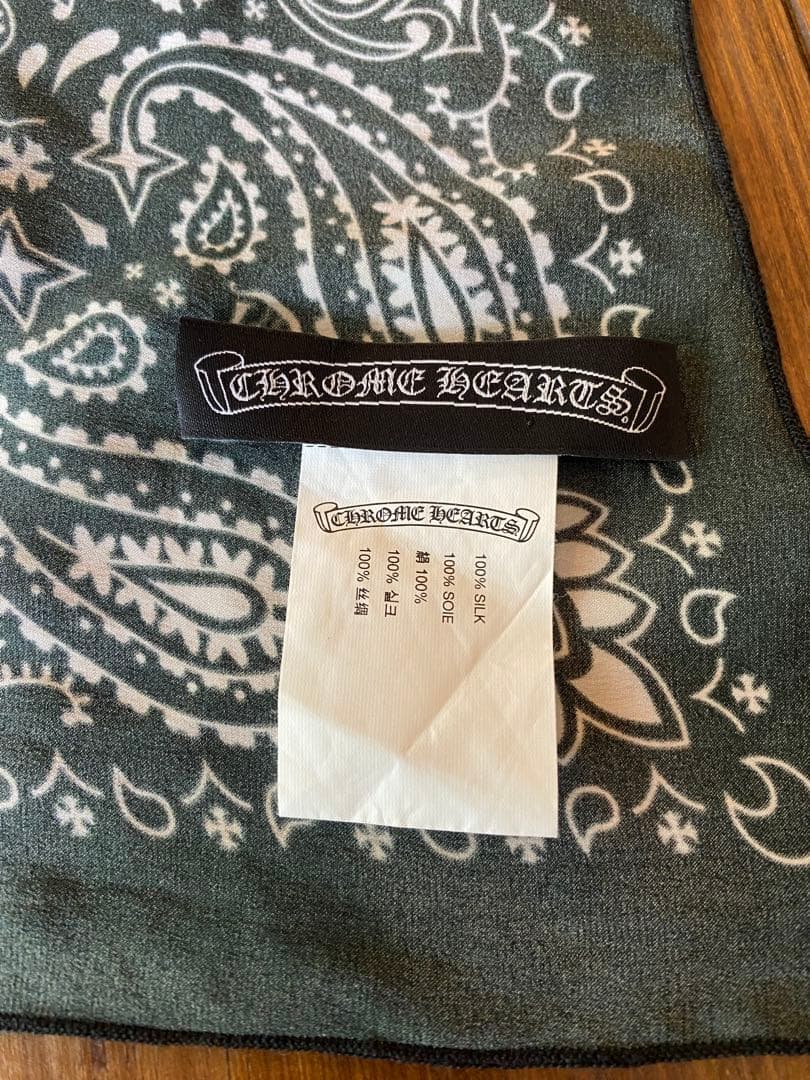 CHROME HEARTS®
CHROME HEARTS
100% SILK
100% SOIE
絹 100%
100% 실크
100% 丝绸